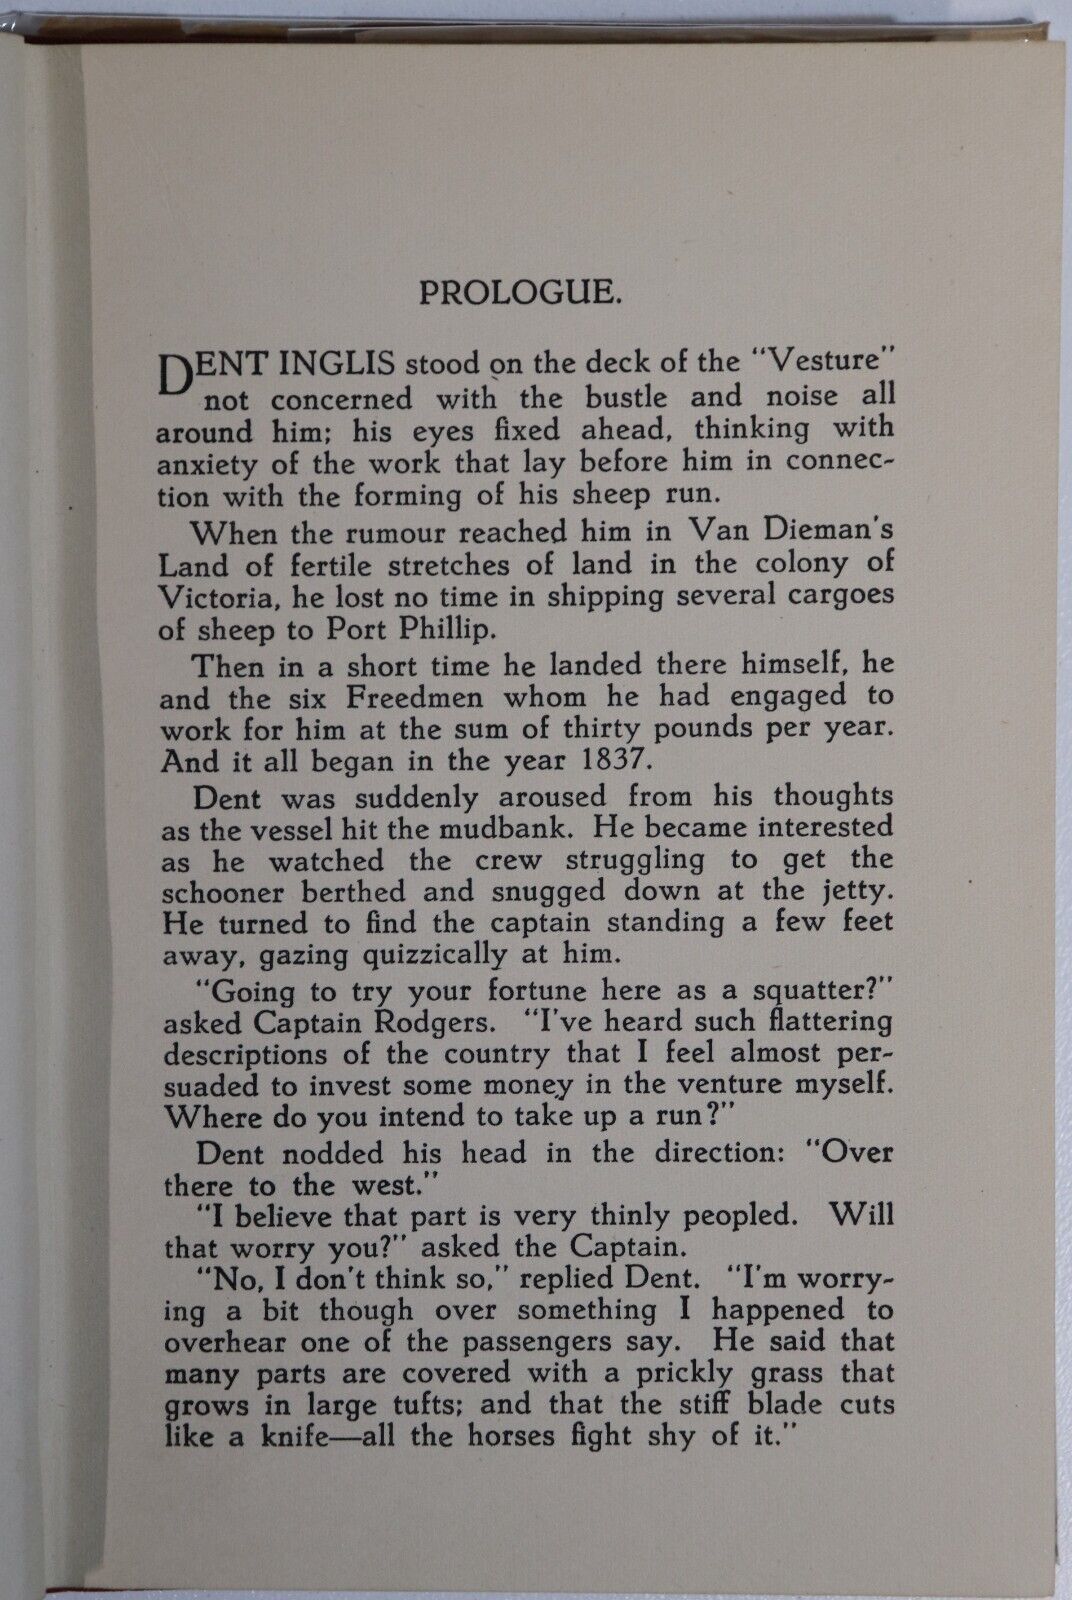 PROLOGUE.
DENT INGLIS stood on the deck of the "Vesture"
not concerned with the bustle and noise all
around him; his eyes fixed ahead, thinking with
anxiety of the work that lay before him in connec-
tion with the forming of his sheep run.
When the rumour reached him in Van Dieman's
Land of fertile stretches of land in the colony of
Victoria, he lost no time in shipping several cargoes
of sheep to Port Phillip.
Then in a short time he landed there himself, he
and the six Freedmen whom he had engaged to
work for him at the sum of thirty pounds per year.
And it all began in the year 1837.
Dent was suddenly aroused from his thoughts
as the vessel hit the mudbank. He became interested
as he watched the crew struggling to get the
schooner berthed and snugged down at the jetty.
He turned to find the captain standing a few feet
away, gazing quizzically at him.
"Going to try your fortune here as a squatter?"
asked Captain Rodgers. "I've heard such flattering
descriptions of the country that I feel almost per-
suaded to invest some money in the venture myself.
Where do you intend to take up a run?"
Dent nodded his head in the direction: "Over
there to the west."
"I believe that part is very thinly peopled. Will
that worry you?" asked the Captain.
"No, I don't think so," replied Dent. "I'm worry-
ing a bit though over something I happened to
overhear one of the passengers say. He said that
many parts are covered with a prickly grass that
grows in large tufts; and that the stiff blade cuts
like a knife—all the horses fight shy of it."